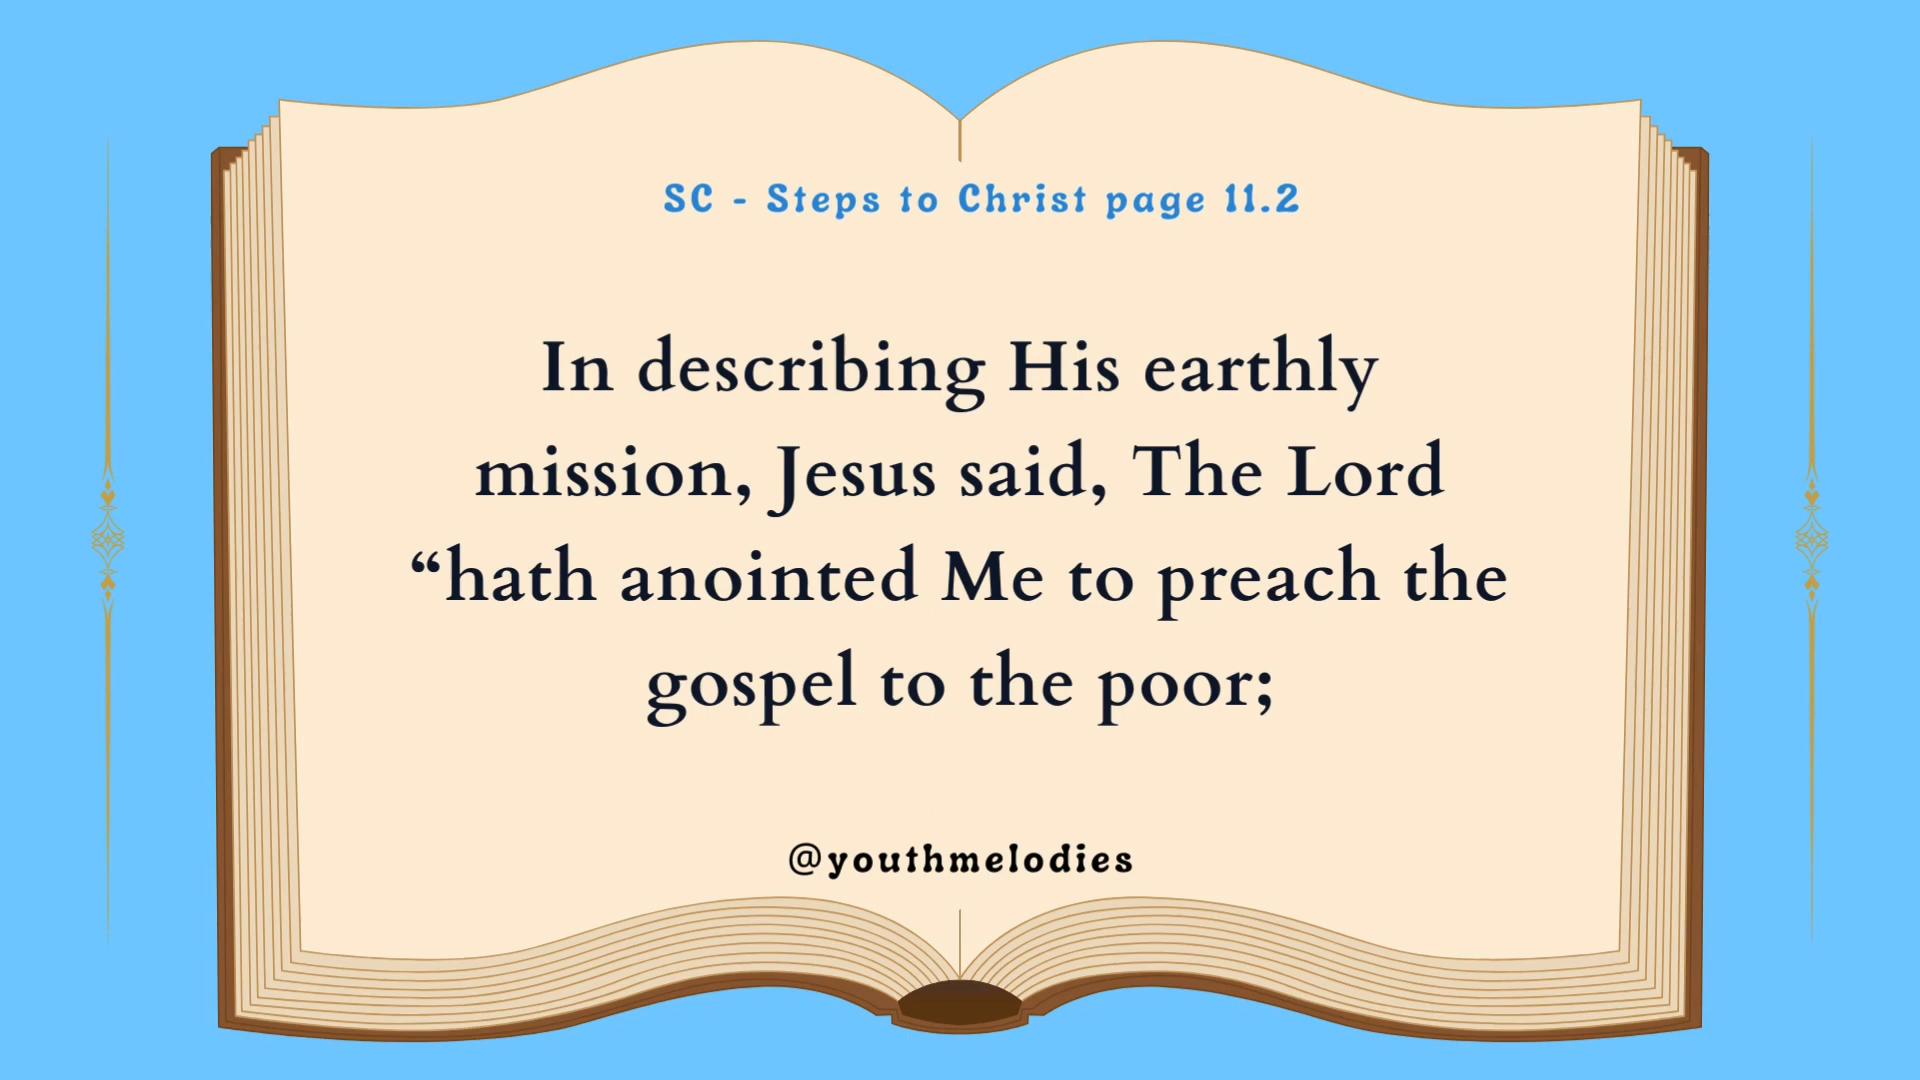 SC - Steps to Christ page 11.2
In describing His earthly
mission, Jesus said, The Lord
“hath anointed Me to preach the
gospel to the poor;
@youthmelodies